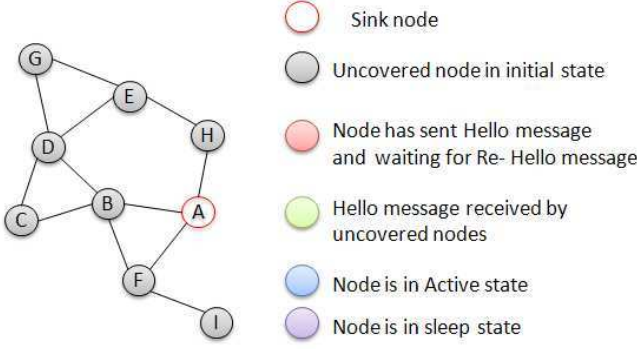 Sink node
G
Uncovered node in initial state
E
H
Node has sent Hello message
and waiting for Re- Hello message
D
B
A
C
Hello message received by
uncovered nodes
F
Node is in Active state
I
Node is in sleep state